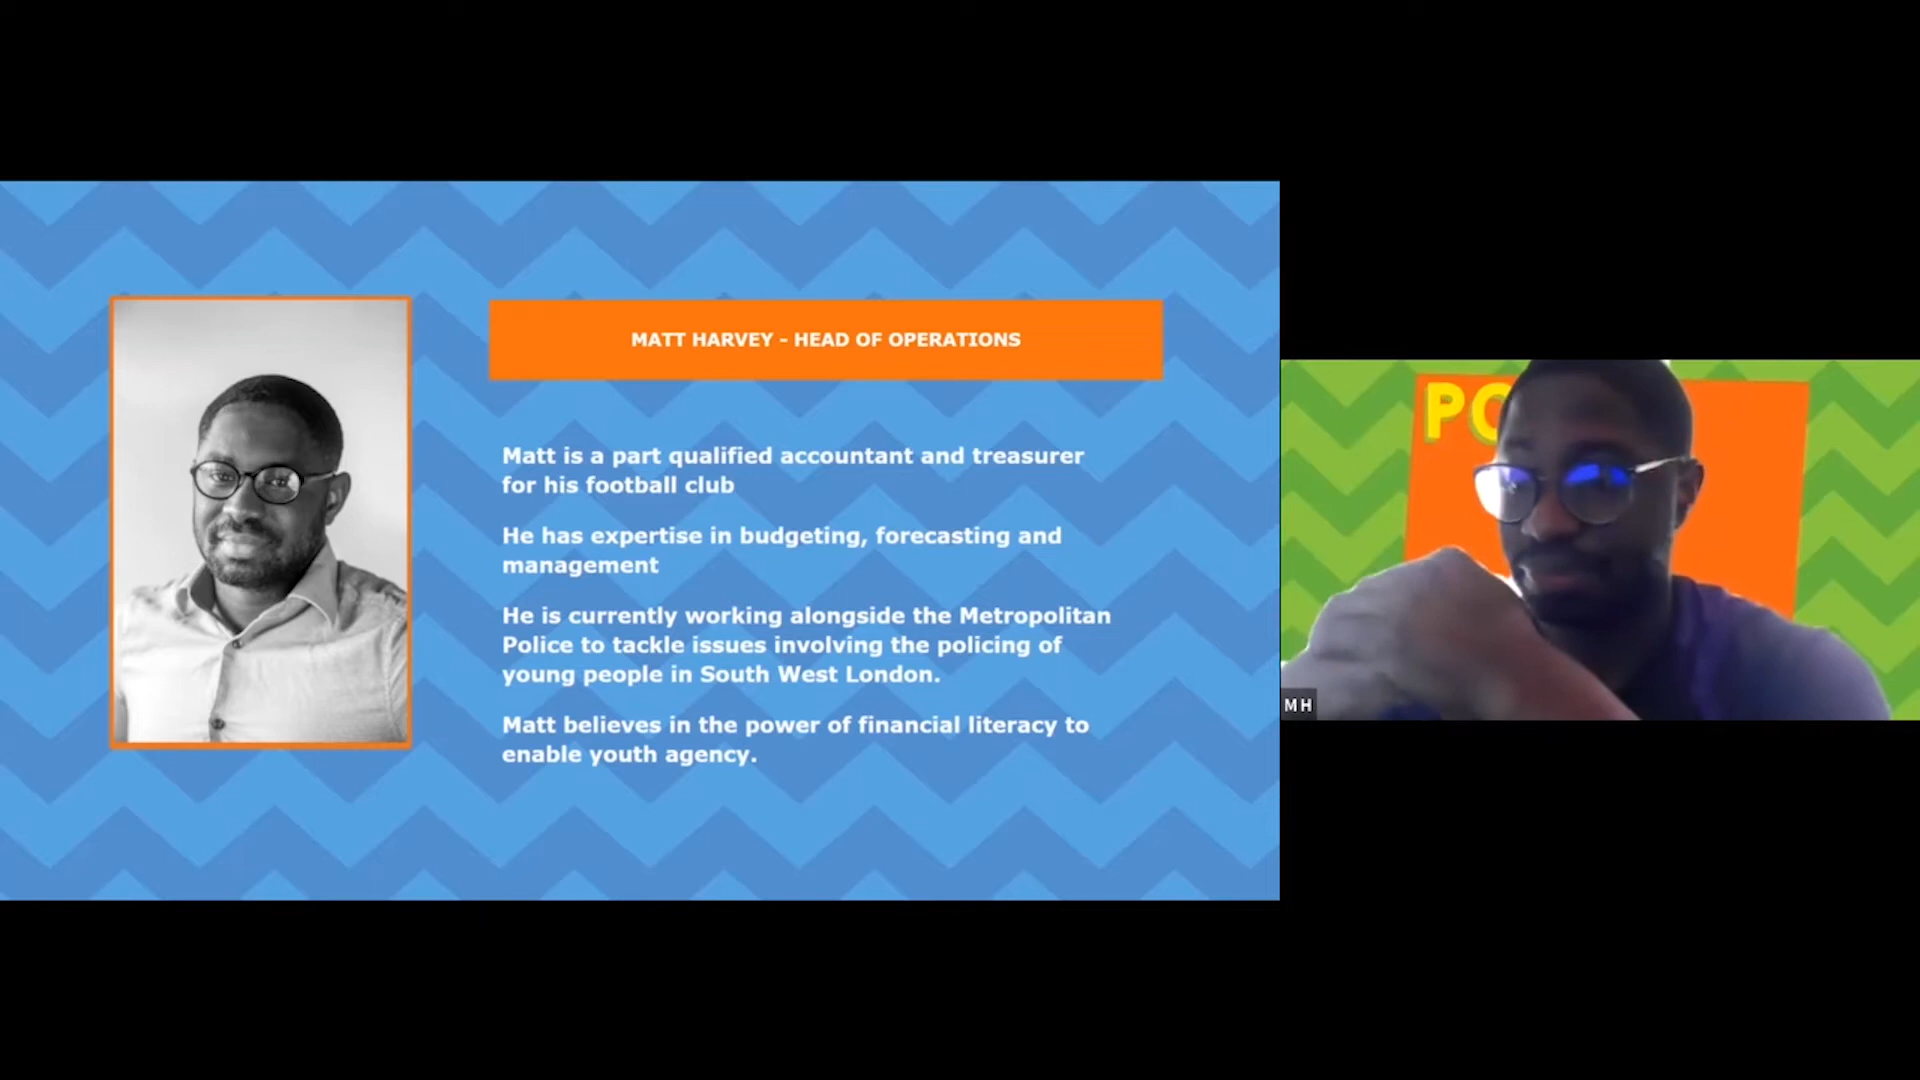 MATT HARVEY - HEAD OF OPERATIONS
Matt is a part qualified accountant and treasurer
for his football club
He has expertise in budgeting, forecasting and
management
He is currently working alongside the Metropolitan
Police to tackle issues involving the policing of
young people in South West London.
Matt believes in the power of financial literacy to
enable youth agency.
MH